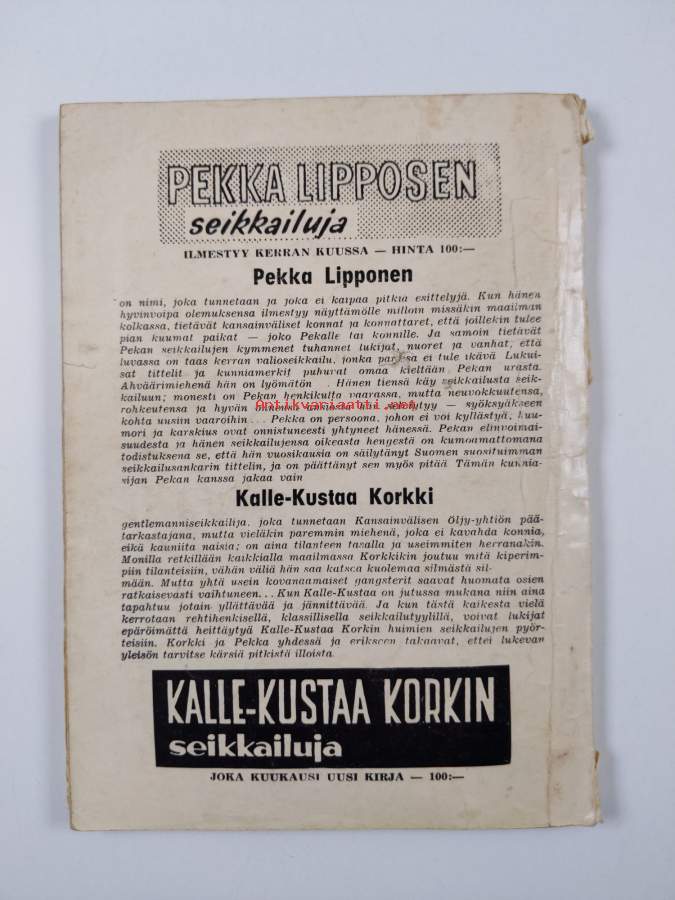 PEKKA LIPPOSEN
seikkailuja
ILMESTYY KERRAN KUUSSA — HINTA 100:—
Pekka Lipponen
on nimi, joka tunnetaan ja joka ei kaipaa pitkiä esittelyjä. Kun hänen
hyvinvoipa olemuksensa ilmestyy näyttämölle milloin missäkin maailman
kolkassa, tietävät kansainväliset konnat ja konnattaret, että joillekin tulee
pian kuumat paikat — joko Pekalle tai konnille. Ja samoin tietävät
Pekan seikkailujen kymmenet tuhannet lukijat, nuoret ja vanhat, että
luvassa on taas kerran valioseikkailu, jonka parissa ei tule ikävä Lukui-
sat tittelit ja kunniamerkit puhuvat omaa kieltään Pekan urasta.
Ahväärimiehenä hän on lyömätön . . Hänen tiensä käy seikkailusta seik-
kailuun; monesti on Pekan henkikulta vaarassa, mutta neuvokkuutensa,
rohkeutensa ja hyvän onnensa ansiosta hän selviytyy — syöksyäkseen
kohta uusiin vaaroihin . . . Pekka on persoona, johon ei voi kyllästyä, huu-
mori ja karskius ovat onnistuneesti yhtyneet hänessä. Pekan elinvoimai-
suudesta ja hänen seikkailujensa oikeasta hengestä on kumoamattomana
todistuksena se, että hän vuosikausia on säilyttänyt Suomen suosituimman
seikkailusankarin tittelin, ja on päättänyt sen myös pitää Tämän kunnia-
sijan Pekan kanssa jakaa vain
Antikvariaatti.net
Kalle-Kustaa Korkki
gentlemanniseikkailija, joka tunnetaan Kansainvälisen Öljy-yhtiön pää-
tarkastajana, mutta vieläkin paremmin miehenä, joka ei kavahda konnia,
eikä kauniita naisia; on aina tilanteen tasalla ja useimmiten herranakin.
Monilla retkillään kaikkialla maailmassa Korkkikin joutuu mitä kiperim-
piin tilanteisiin, vähän väliä hän saa katsoa kuolemaa silmästä sil-
mään. Mutta yhtä usein kovanaamaiset gangsterit saavat huomata osien
ratkaisevasti vaihtuneen. . . Kun Kalle-Kustaa on jutussa mukana niin aina
tapahtuu jotain yllättävää ja jännittävää. Ja kun tästä kaikesta vielä
kerrotaan rehtihenkisellä, klassillisella seikkailutyylillä, voivat lukijat
epäröimättä heittäytyä Kalle-Kustaa Korkin huimien seikkailujen pyör-
teisiin. Korkki ja Pekka yhdessä ja erikseen takaavat, ettei lukevan
yleisön tarvitse kärsiä pitkistä illoista.
KALLE-KUSTAA KORKIN
seikkailuja
JOKA KUUKAUSI UUSI KIRJA — 100:—